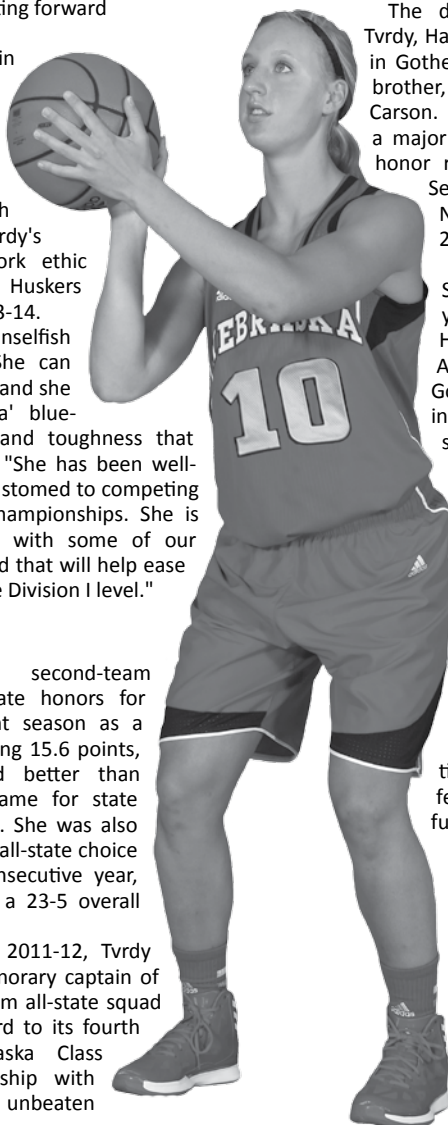 ting forward
in
h
rdy's
ork ethic
Huskers
3-14.
nselfish
She can
and she
a' blue-
and toughness that
"She has been well-
stomed to competing
hampionships. She is
with some of our
d that will help ease
e Division I level."
second-team
ate honors for
t season as a
ng 15.6 points,
d better than
ame for state
. She was also
all-state choice
nsecutive year,
a 23-5 overall
2011-12, Tvrdy
norary captain of
m all-state squad
rd to its fourth
aska Class
ship with
unbeaten
NEBRASKA
10
adidas
The d
Tvrdy, Ha
in Gothe
brother,
Carson.
a major
honor r
Se
N
2
S
y
H
A
Go
in
s
ti
fe
fu